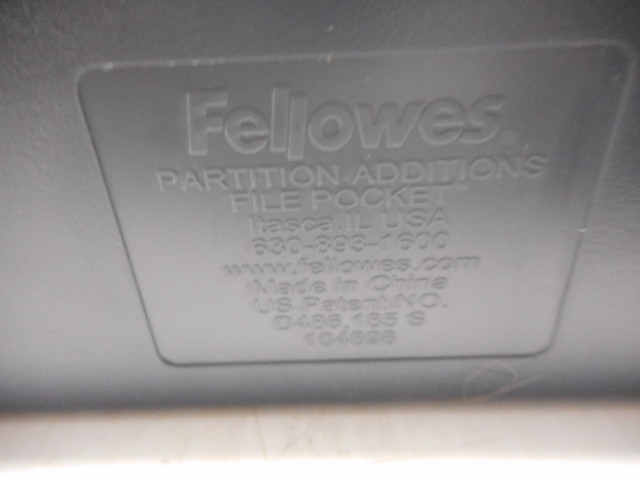 Fellowes®
PARTITION ADDITIONS
FILE POCKET™
Itasca, IL USA
630-893-1600
www.fellowes.com
Made in China
US Patent NO.
D486,185 S
104696